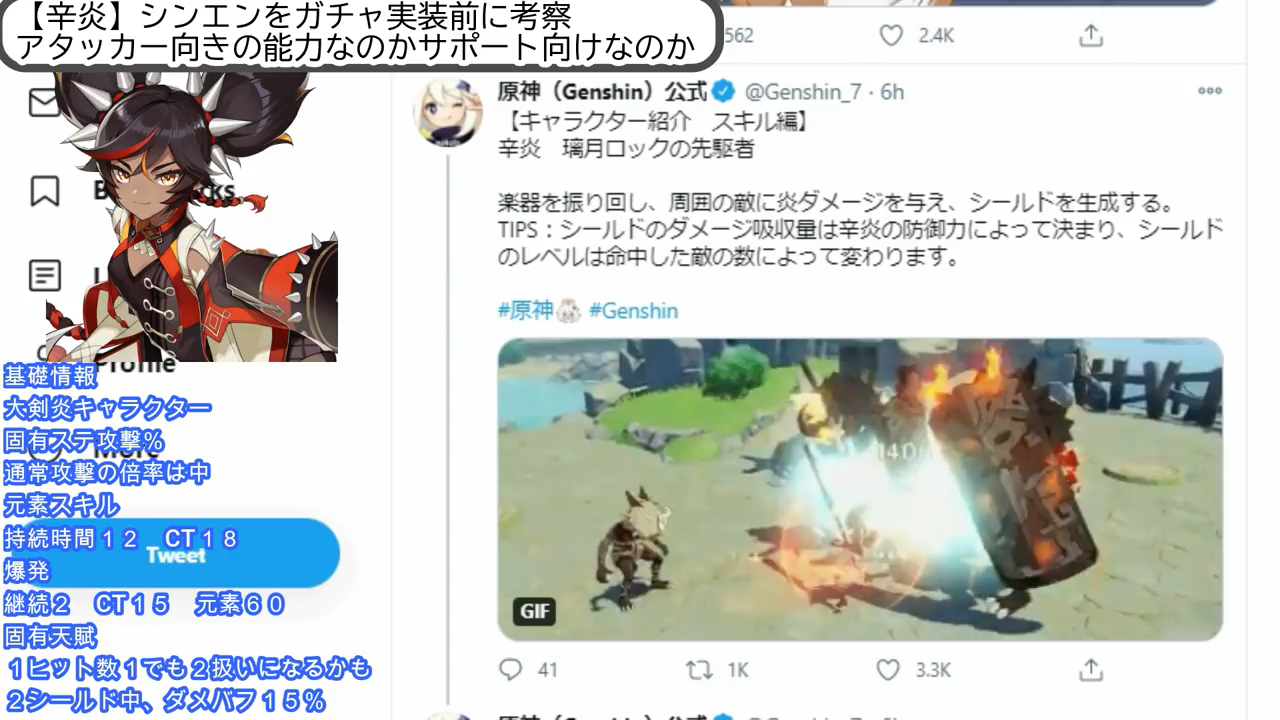 【辛炎】シンエンをガチャ実装前に考察
アタッカー向きの能力なのかサポート向けなのか
562
2.4K
原神（Genshin）公式 @Genshin_7 · 6h
【キャラクター紹介　スキル編】
辛炎　璃月ロックの先駆者
楽器を振り回し、周囲の敵に炎ダメージを与え、シールドを生成する。
TIPS：シールドのダメージ吸収量は辛炎の防御力によって決まり、シールド
のレベルは命中した敵の数によって変わります。
#原神 #Genshin
GIF
41
1K
3.3K
Profile
More
Tweet
基礎情報
大剣炎キャラクター
固有ステ攻撃％
通常攻撃の倍率は中
元素スキル
持続時間１２　CT１８
爆発
継続２　CT１５　元素６０
固有天賦
１ヒット数１でも２扱いになるかも
２シールド中、ダメバフ１５％